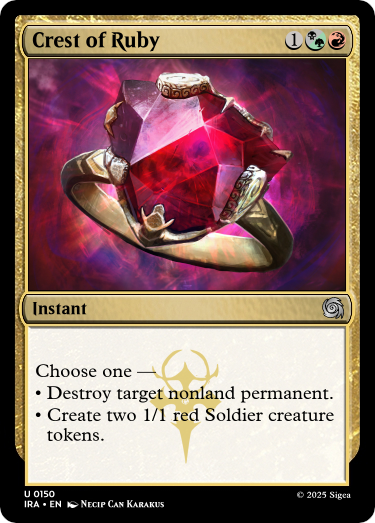 Crest of Ruby
1
Instant
Choose one —
• Destroy target nonland permanent.
• Create two 1/1 red Soldier creature
tokens.
U 0150
IRA • EN Necip Can Karakus
© 2025 Sigea